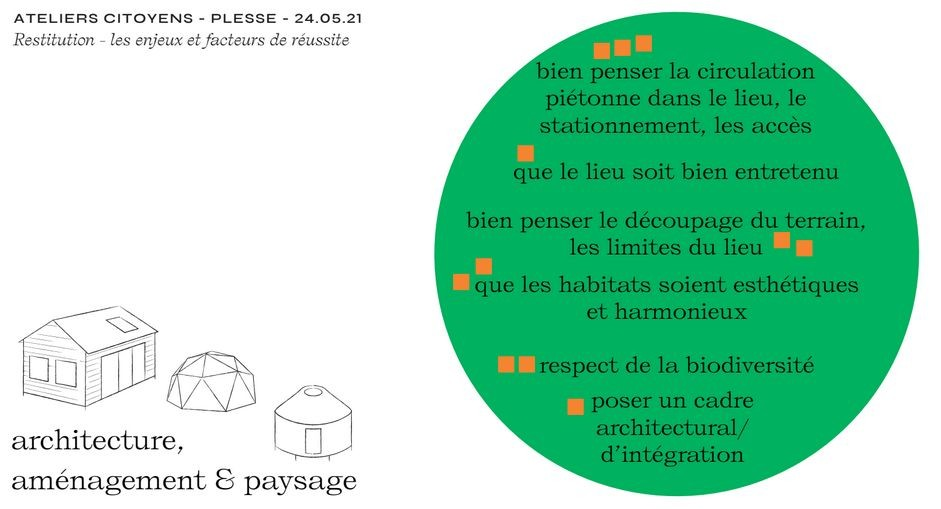 ATELIERS CITOYENS - PLESSE - 24.05.21
Restitution - les enjeux et facteurs de réussite
bien penser la circulation
piétonne dans le lieu, le
stationnement, les accès
que le lieu soit bien entretenu
bien penser le découpage du terrain,
les limites du lieu
que les habitats soient esthétiques
et harmonieux
respect de la biodiversité
poser un cadre
architectural/
d'intégration
architecture,
aménagement & paysage